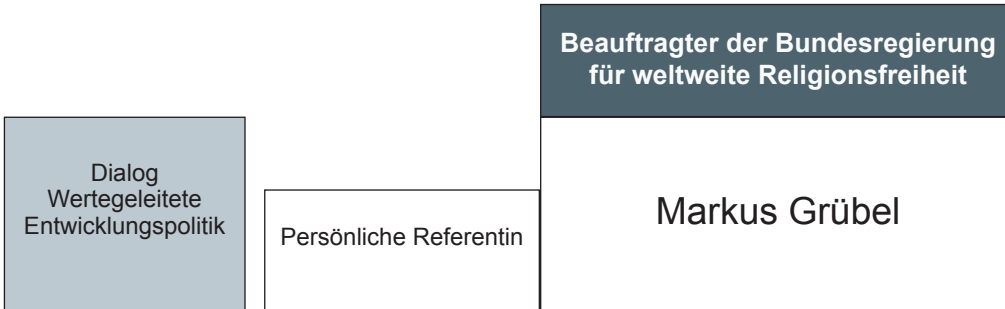 Beauftragter der Bundesregierung
für weltweite Religionsfreiheit
Dialog
Wertegeleitete
Entwicklungspolitik
Persönliche Referentin
Markus Grübel